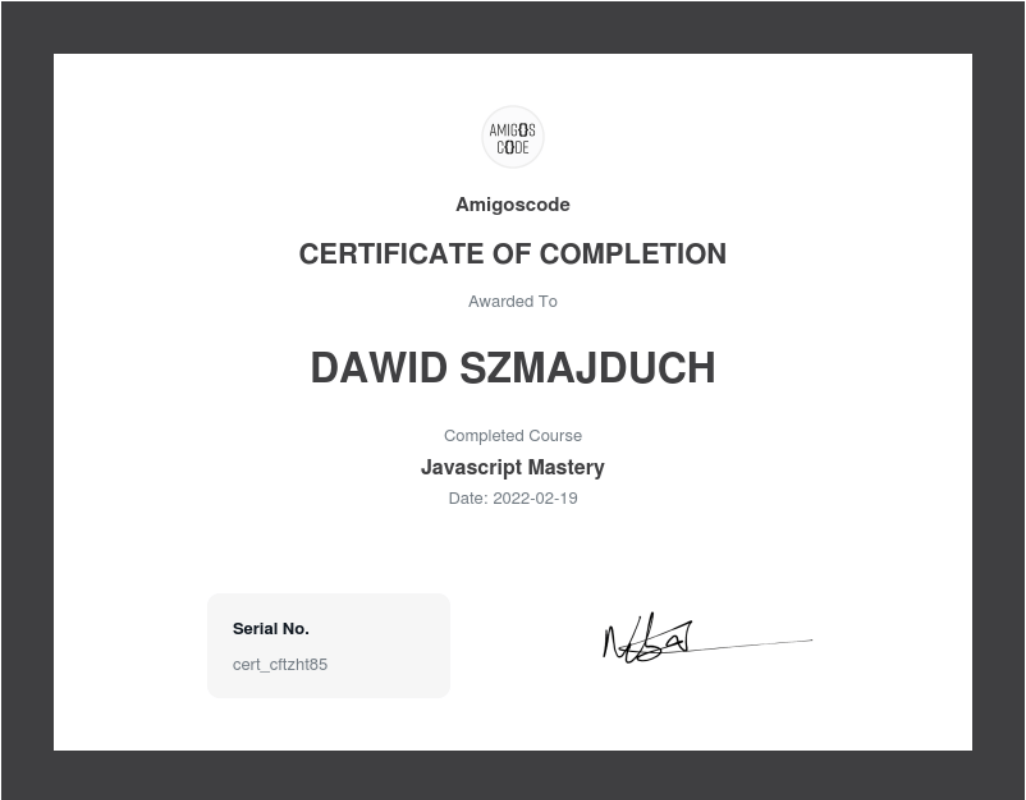 AMIGOS
CODE
Amigoscode
CERTIFICATE OF COMPLETION
Awarded To
DAWID SZMAJDUCH
Completed Course
Javascript Mastery
Date: 2022-02-19
Serial No.
cert_cftzht85